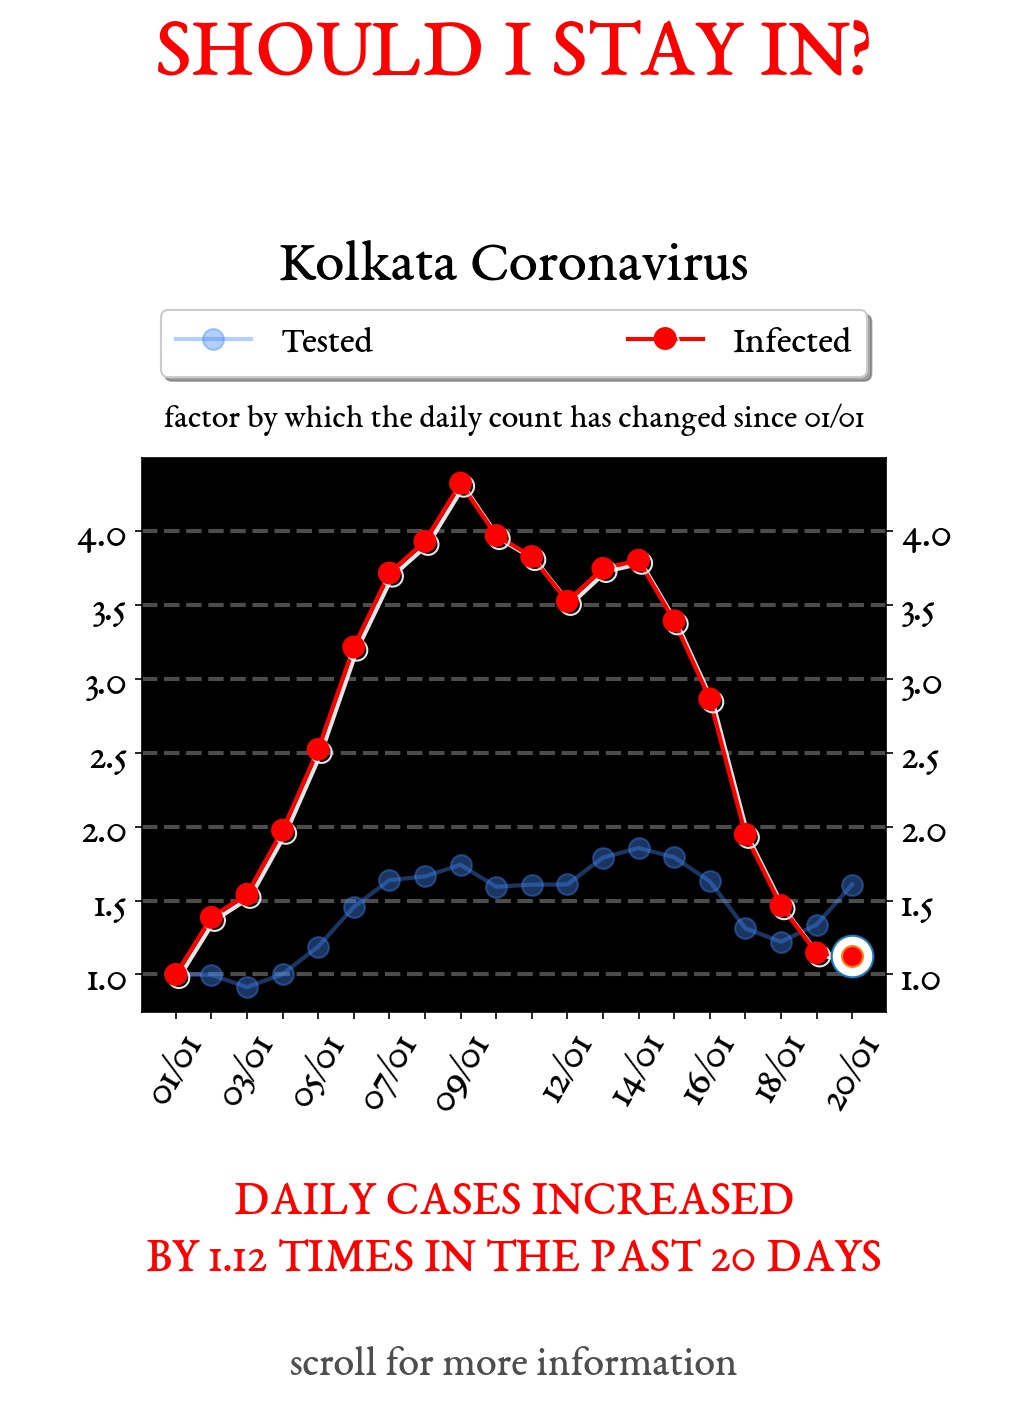 SHOULD I STAY IN?
Kolkata Coronavirus
Tested Infected
factor by which the daily count has changed since 01/01
4.0 4.0
3.5 3.5
3.0 3.0
2.5 2.5
2.0 2.0
1.5 1.5
1.0 1.0
01/01 03/01 05/01 07/01 09/01 12/01 14/01 16/01 18/01 20/01
DAILY CASES INCREASED
BY 1.12 TIMES IN THE PAST 20 DAYS
scroll for more information